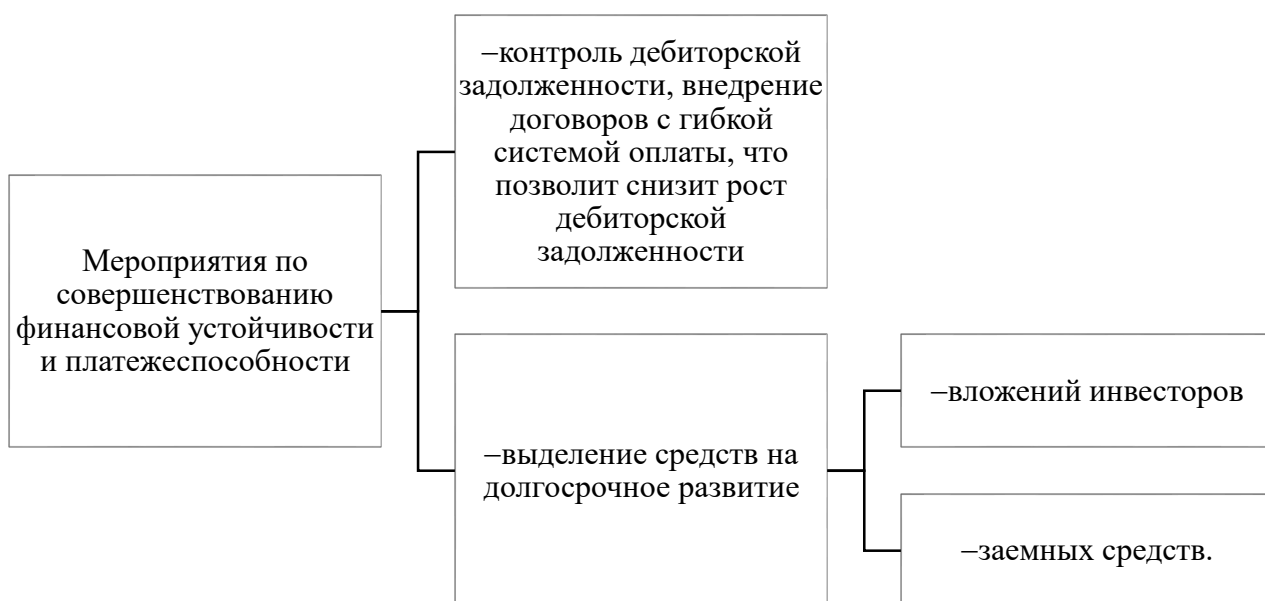 Мероприятия по
совершенствованию
финансовой устойчивости
и платежеспособности
–контроль дебиторской
задолженности, внедрение
договоров с гибкой
системой оплаты, что
позволит снизит рост
дебиторской
задолженности
–выделение средств на
долгосрочное развитие
–вложений инвесторов
–заемных средств.